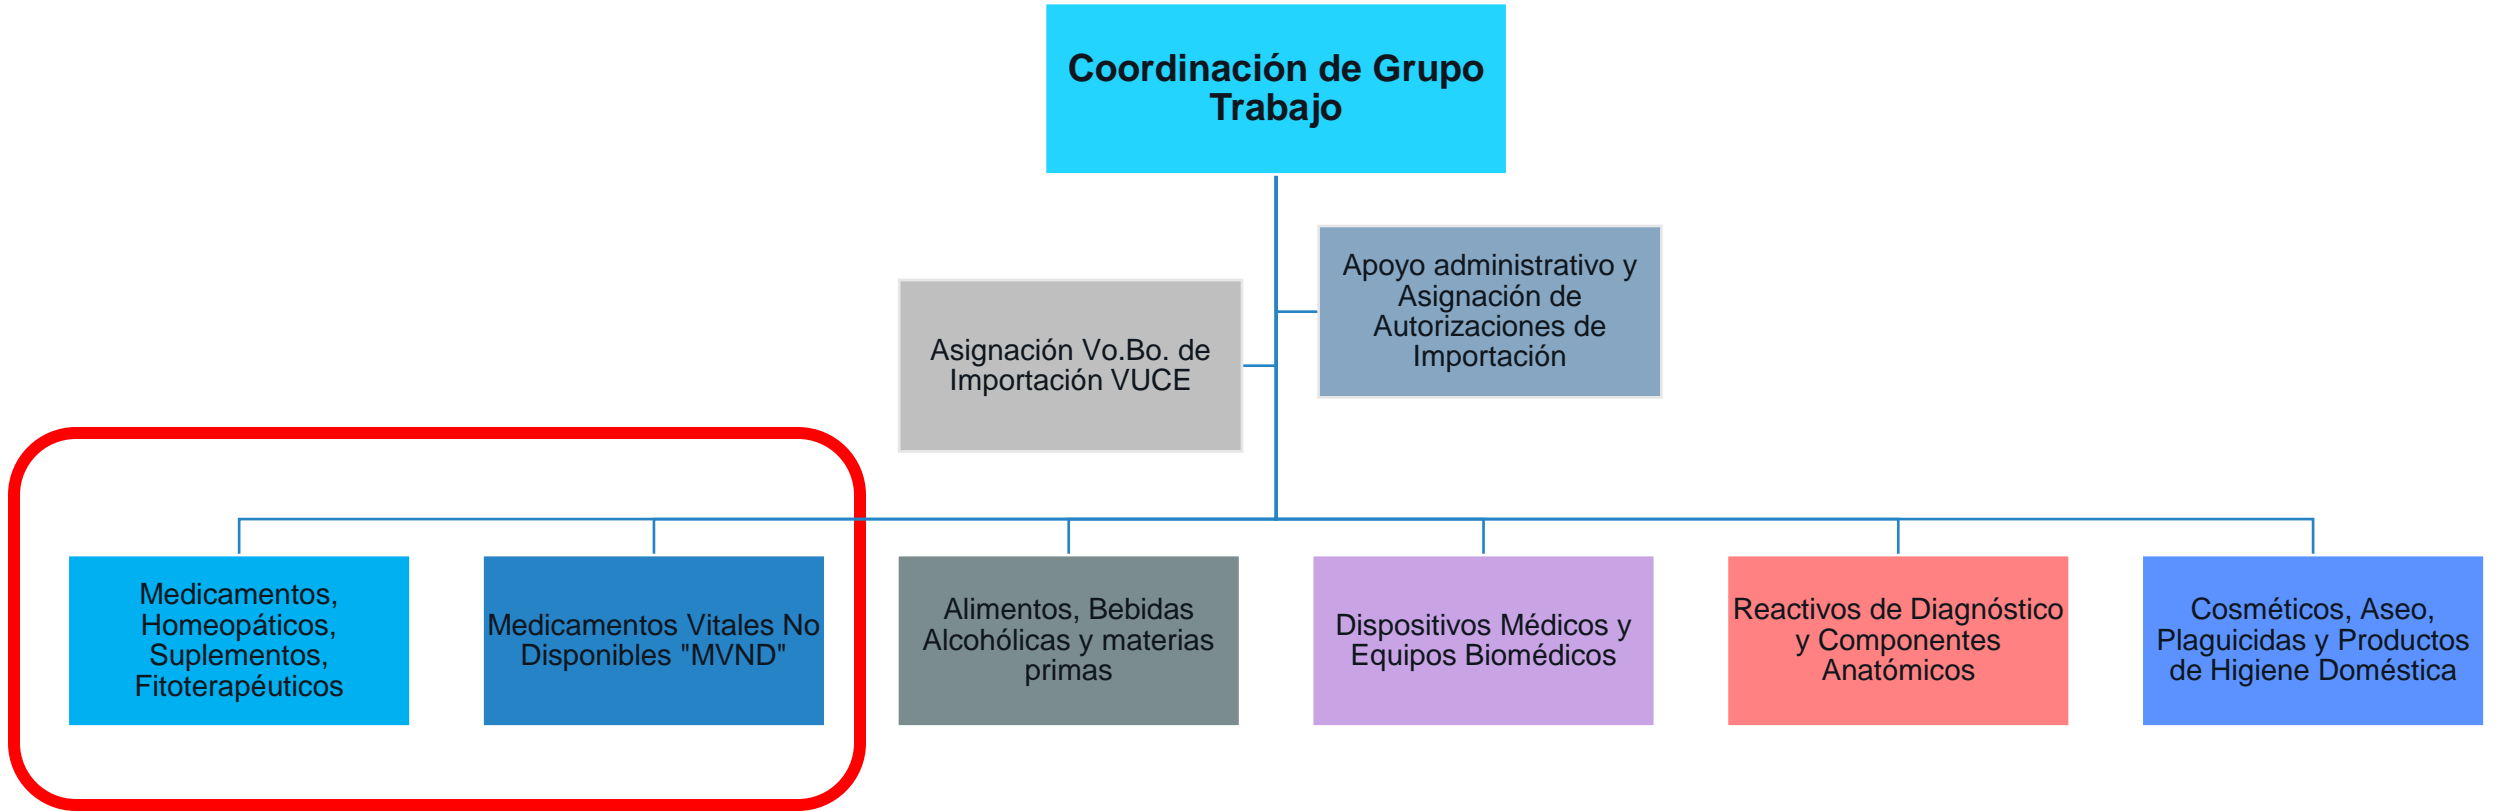 Coordinación de Grupo
Trabajo
Apoyo administrativo y
Asignación de
Autorizaciones de
Importación
Asignación Vo.Bo. de
Importación VUCE
Medicamentos,
Homeopáticos,
Suplementos,
Fitoterapéuticos
Medicamentos Vitales No
Disponibles "MVND"
Alimentos, Bebidas
Alcohólicas y materias
primas
Dispositivos Médicos y
Equipos Biomédicos
Reactivos de Diagnóstico
y Componentes
Anatómicos
Cosméticos, Aseo,
Plaguicidas y Productos
de Higiene Doméstica